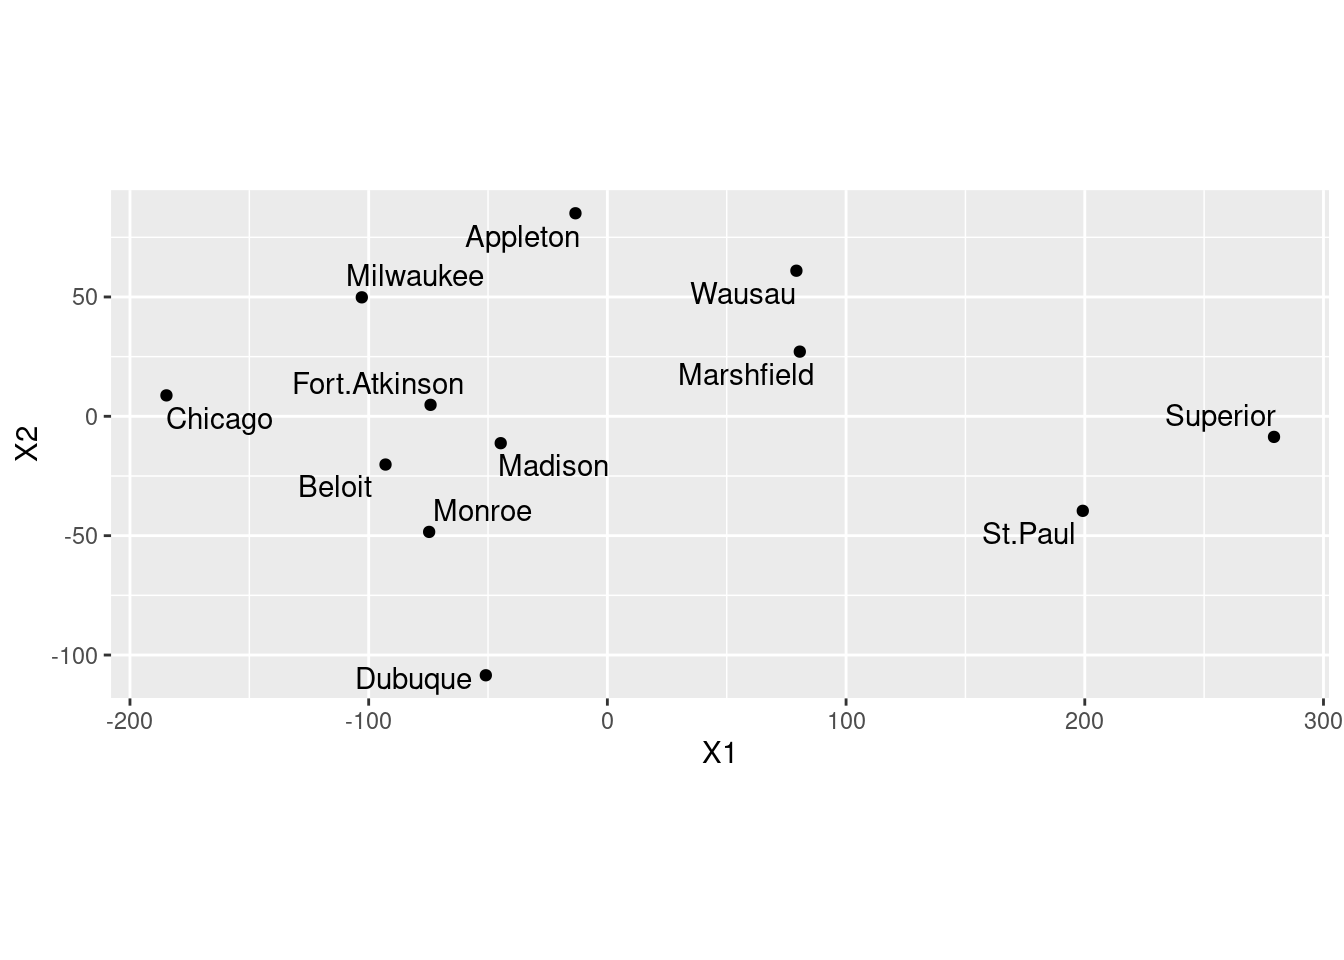 Appleton
Milwaukee
Wausau
50
Marshfield
Fort.Atkinson
Chicago
0
Superior
X2
Madison
Beloit
Monroe
St.Paul
-50
-100
Dubuque
-200 -100 0 100 200 300
X1